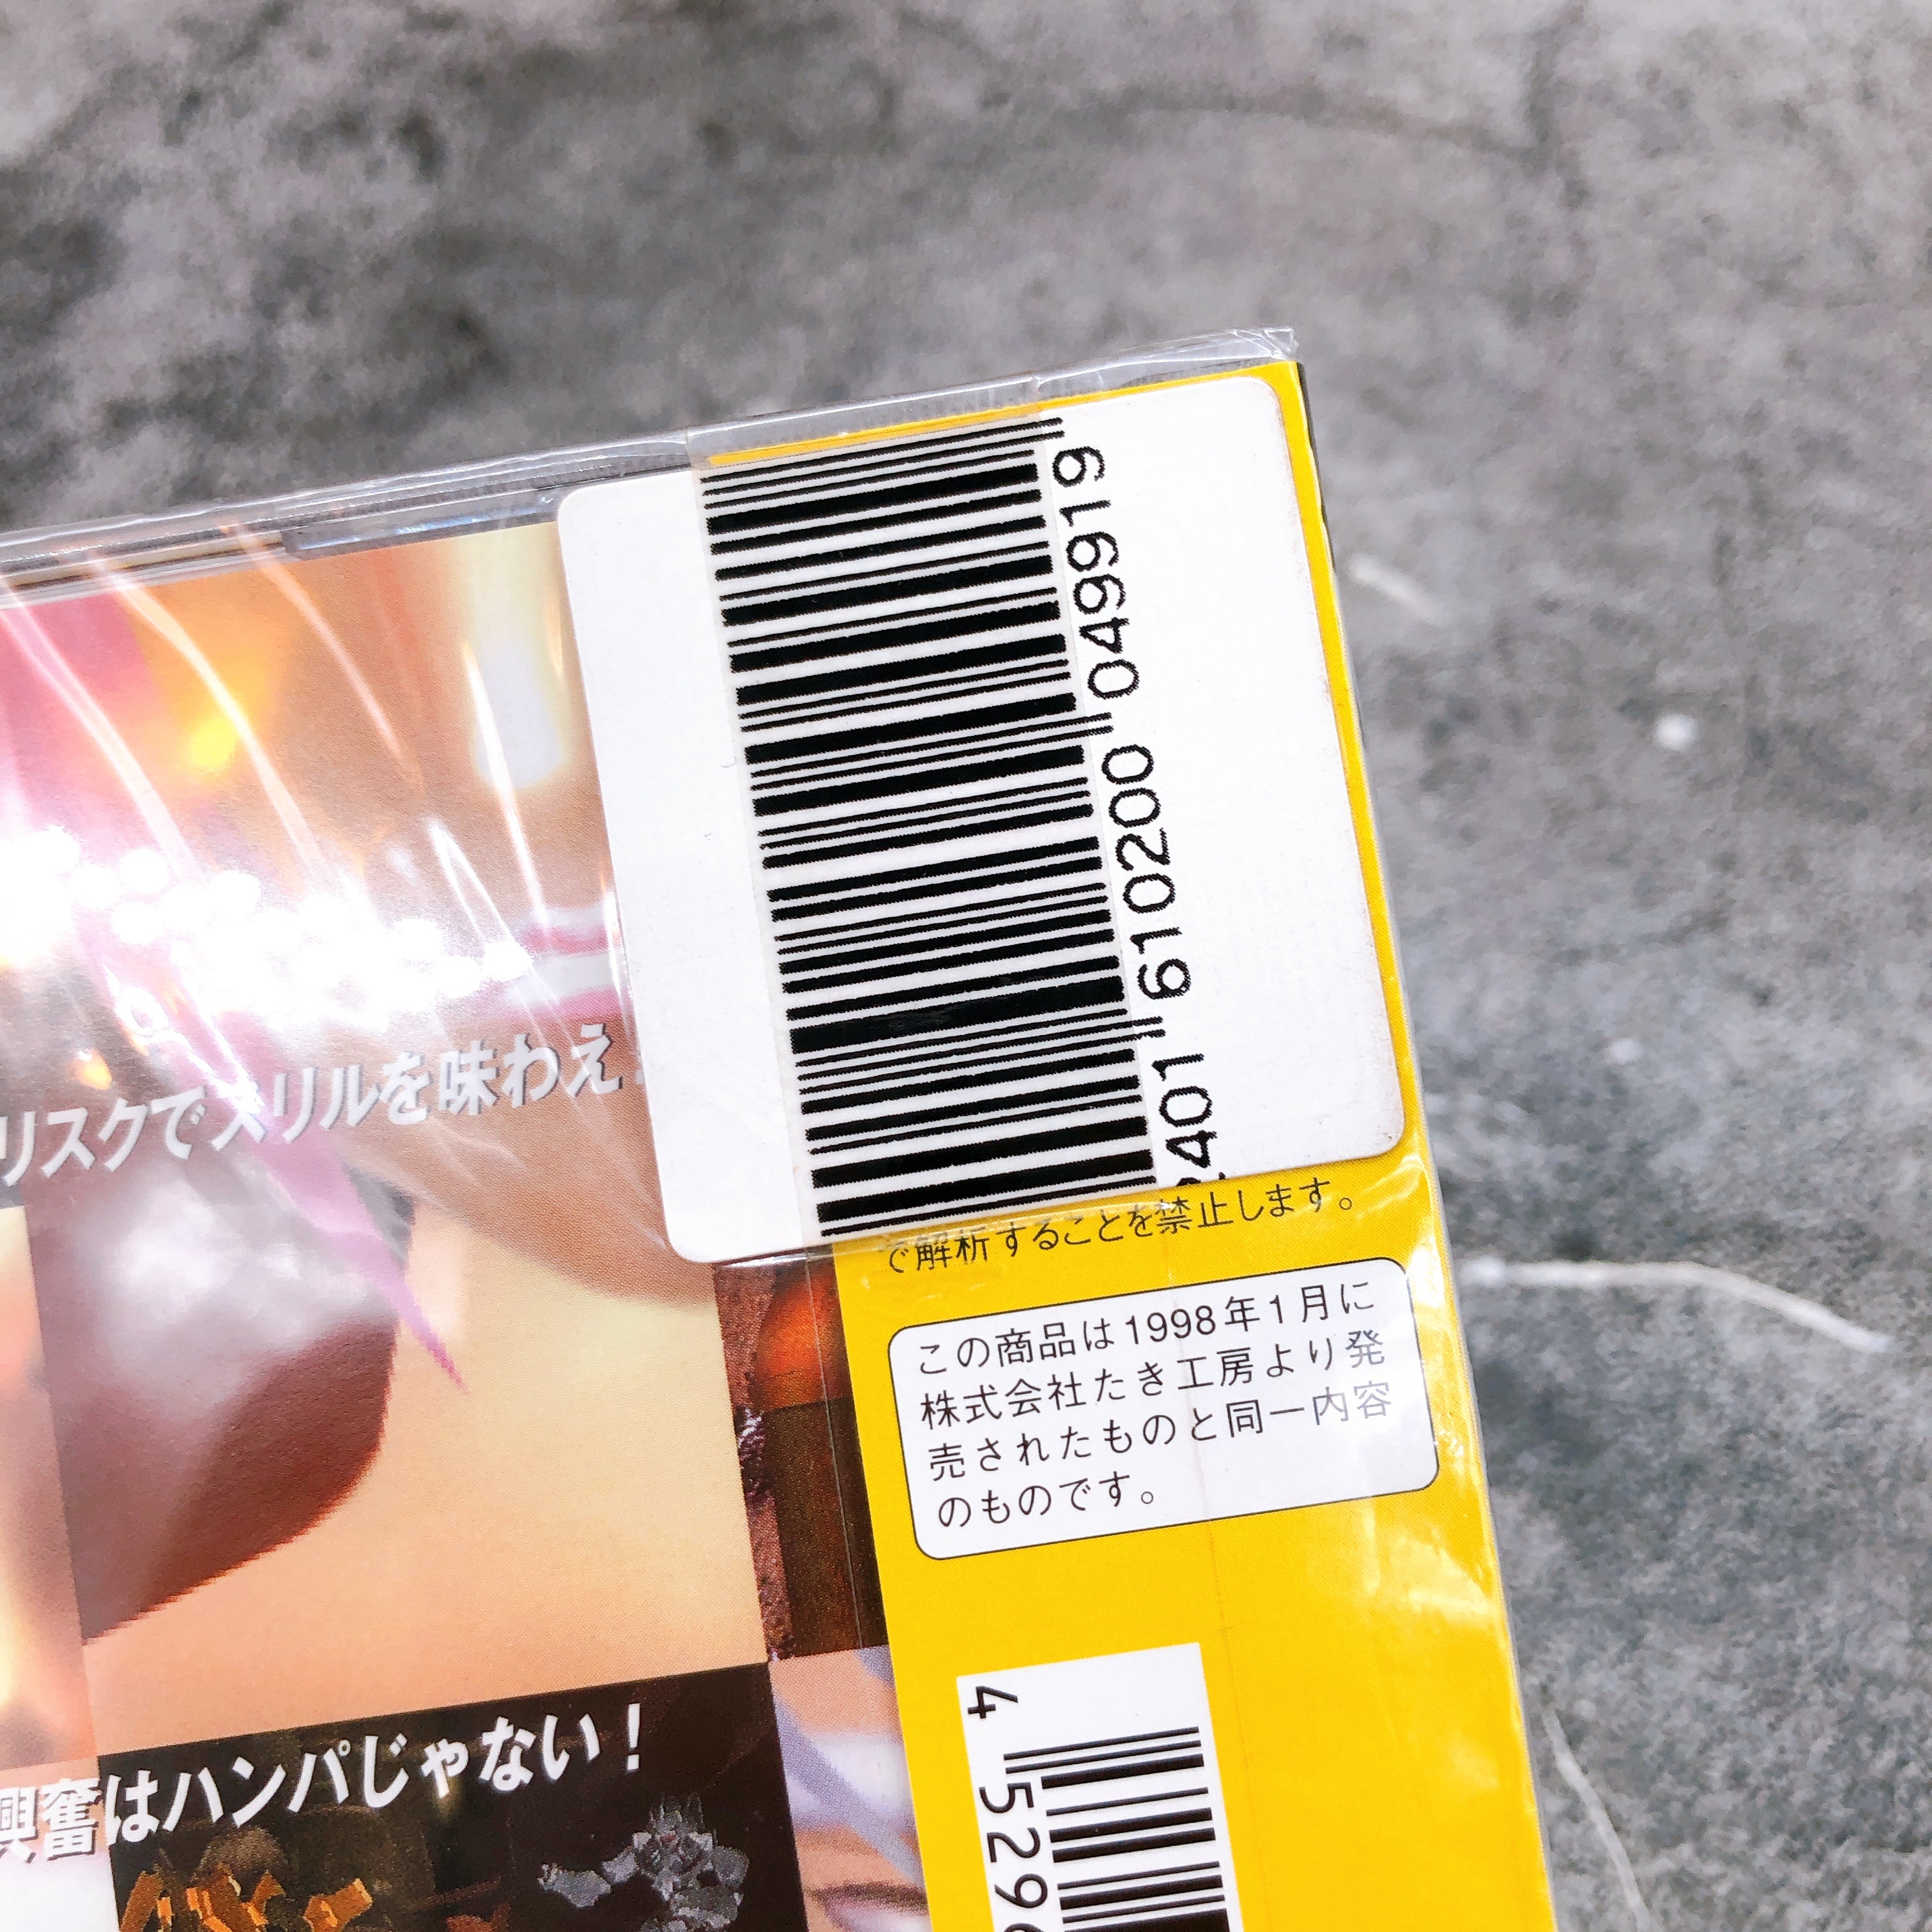 リスクでスリルを味わえ!
興奮はハンパじゃない!
401 610200 049919
で解析することを禁止します。
この商品は1998年1月に
株式会社たき工房より発
売されたものと同一内容
のものです。
4 529